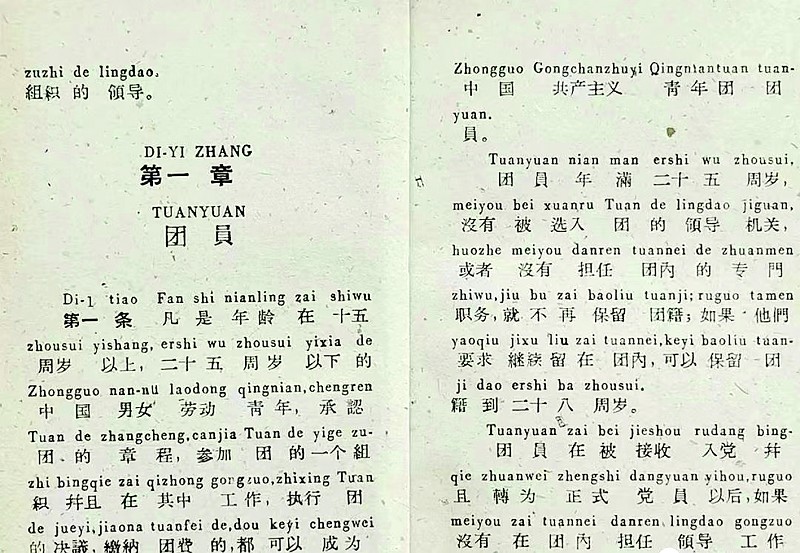 zuzhi de lingdao.
組织 的 領导。
DI-YI ZHANG
第一 章
TUANYUAN
团 員
Di-1 tiao Fan shi nianling zai shiwu
第一 条 凡 是 年龄 在 十五
zhousui yishang, ershi wu zhousui yixia de
周岁 以上, 二十 五 周岁 以下 的
Zhongguo nan-nü laodong qingnian, chengren
中 国 男女 劳动 青年, 承認
Tuan de zhangcheng, canjia Tuan de yige zu-
团 的 章 程, 参加 团 的 一个 組
zhi bingqie zai qizhong gongzuo, zhixing Tuan
织 幷且 在 其中 工作, 执行 团
de jueyi, jiaona tuanfei de, dou keyi chengwei
的 决議, 繳納 团費 的, 都 可以 成为
Zhongguo Gongchanzhuyi Qingniantuan tuan-
中 国 共产主义 青年团 团
yuan.
員。
Tuanyuan nian man ershi wu zhousui,
团 員 年 滿 二十 五 周岁,
meiyou bei xuanru Tuan de lingdao jiguan,
沒有 被 选入 团 的 領导 机关,
huozhe meiyou danren tuannei de zhuanmen
或者 沒有 担任 团內 的 专 門
zhiwu, jiu bu zai baoliu tuanji; ruguo tamen
职务, 就 不 再 保留 团籍; 如果 他們
yaoqiu jixu liu zai tuannei, keyi baoliu tuan-
要求 継续 留 在 团內, 可以 保留 团
ji dao ershi ba zhousui.
籍 到 二十 八 周岁。
Tuanyuan zai bei jieshou rudang bing-
团 員 在 被 接收 入党 幷
qie zhuanwei zhengshi dangyuan yihou, ruguo
且 轉为 正式 党 員 以后, 如果
meiyou zai tuannei danren lingdao gongzuo
沒有 在 团內 担任 領导 工作